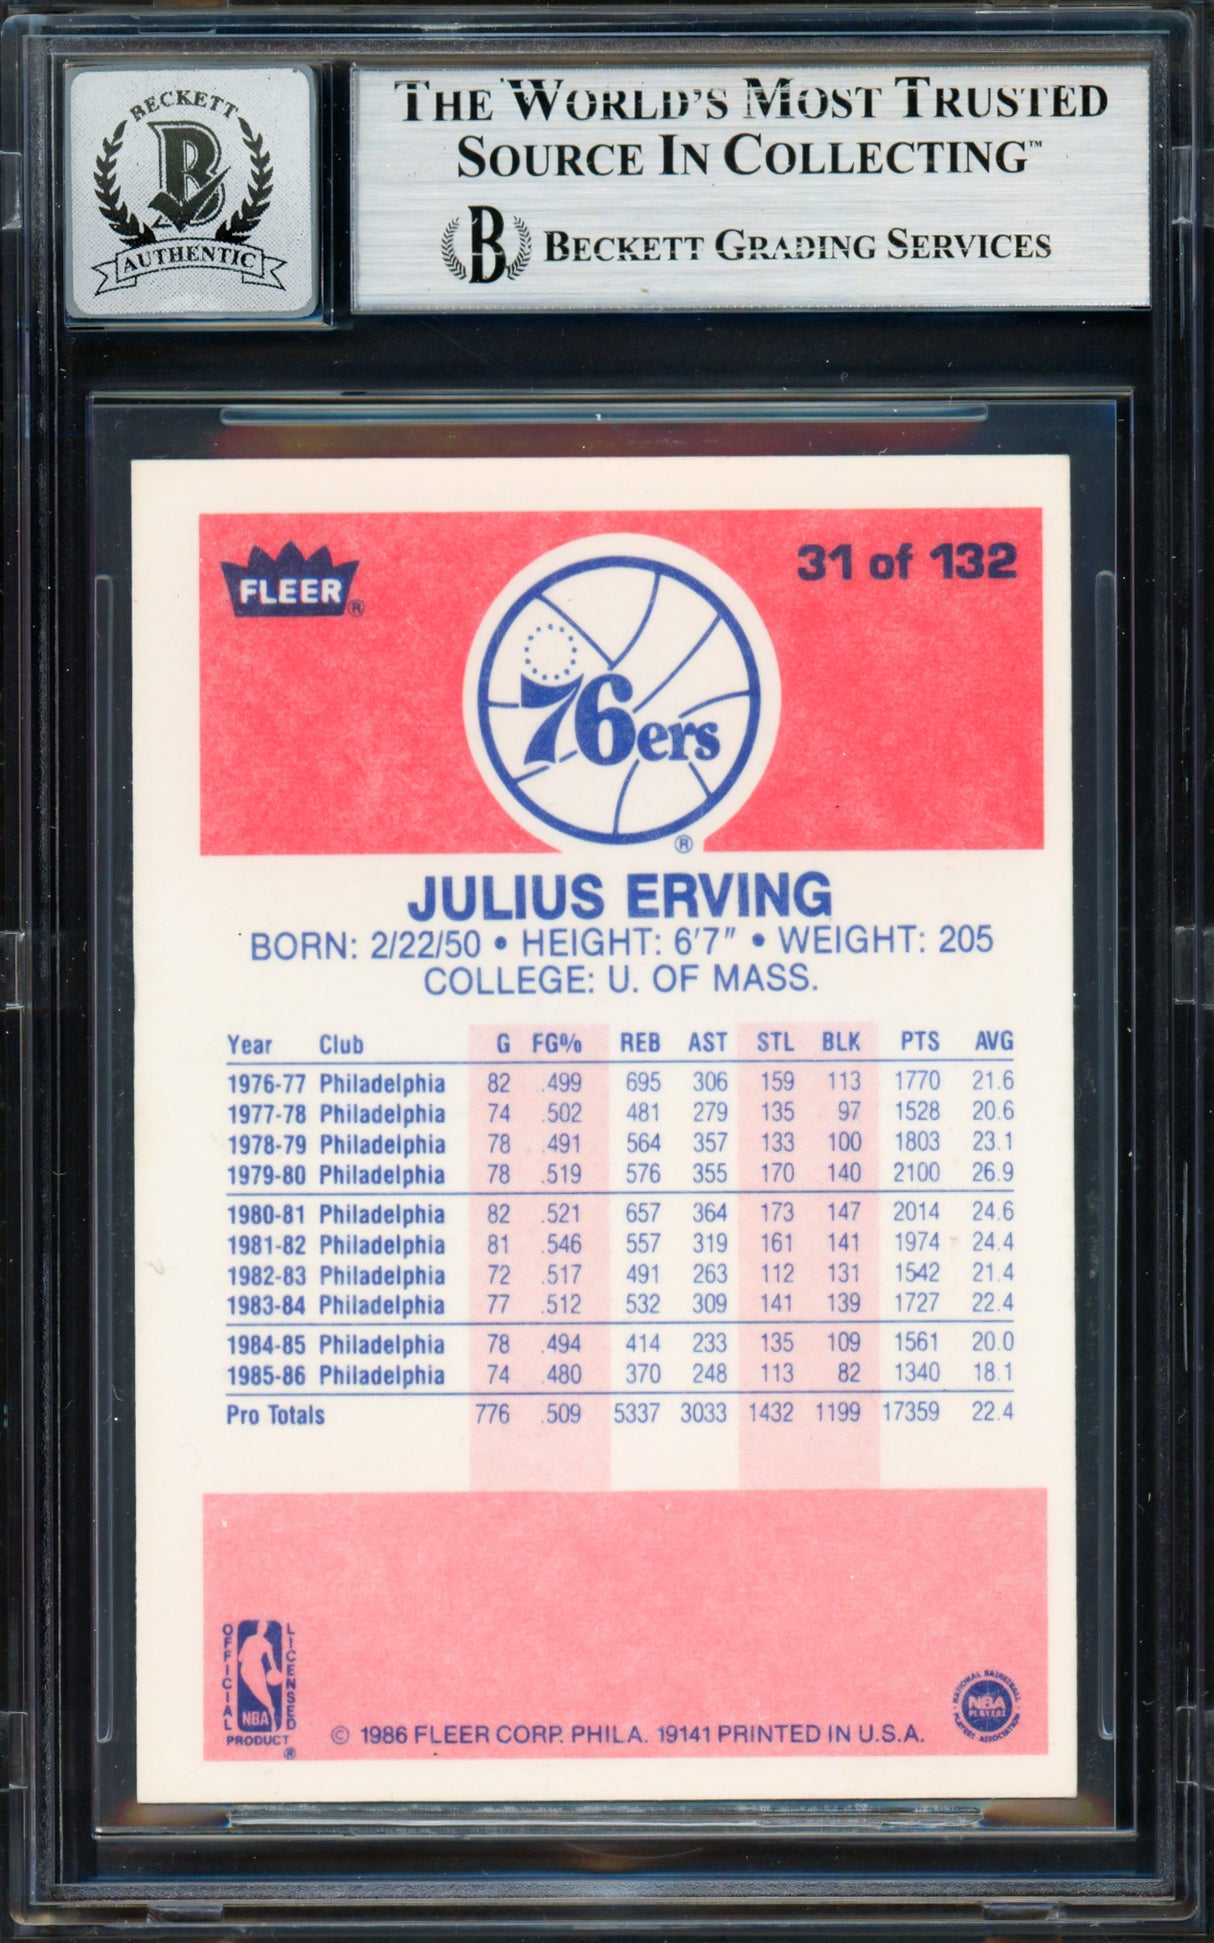 BECKETT
B
AUTHENTIC
THE WORLD'S MOST TRUSTED
SOURCE IN COLLECTING™
B BECKETT GRADING SERVICES
FLEER®
31 of 132
76ers
®
JULIUS ERVING
BORN: 2/22/50 • HEIGHT: 6'7" • WEIGHT: 205
COLLEGE: U. OF MASS.
Year Club G FG% REB AST STL BLK PTS AVG
1976-77 Philadelphia 82 .499 695 306 159 113 1770 21.6
1977-78 Philadelphia 74 .502 481 279 135 97 1528 20.6
1978-79 Philadelphia 78 .491 564 357 133 100 1803 23.1
1979-80 Philadelphia 78 .519 576 355 170 140 2100 26.9
1980-81 Philadelphia 82 .521 657 364 173 147 2014 24.6
1981-82 Philadelphia 81 .546 557 319 161 141 1974 24.4
1982-83 Philadelphia 72 .517 491 263 112 131 1542 21.4
1983-84 Philadelphia 77 .512 532 309 141 139 1727 22.4
1984-85 Philadelphia 78 .494 414 233 135 109 1561 20.0
1985-86 Philadelphia 74 .480 370 248 113 82 1340 18.1
Pro Totals 776 .509 5337 3033 1432 1199 17359 22.4
OFFICIAL LICENSED
NBA
PRODUCT
®
© 1986 FLEER CORP. PHILA. 19141 PRINTED IN U.S.A.
NATIONAL BASKETBALL
NBA
PLAYERS
PLAYERS ASSOCIATION